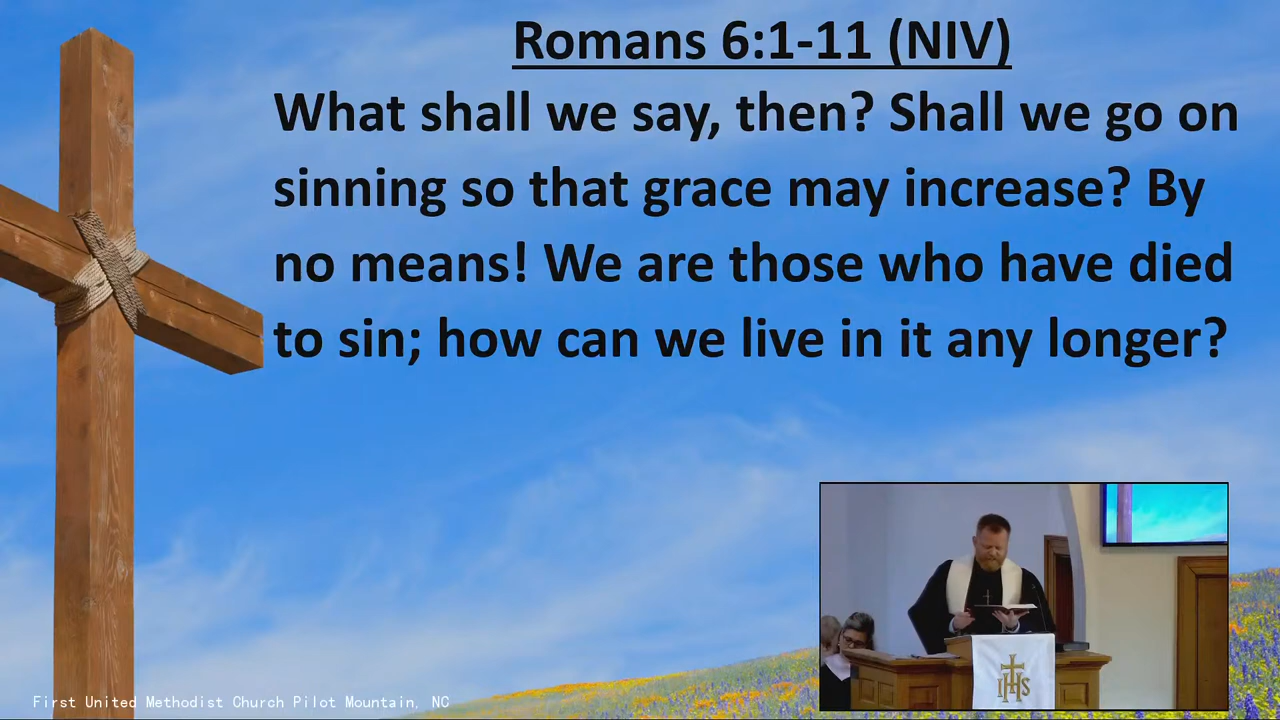 Romans 6:1-11 (NIV)
What shall we say, then? Shall we go on
sinning so that grace may increase? By
no means! We are those who have died
to sin; how can we live in it any longer?
IHS
First United Methodist Church Pilot Mountain, NC